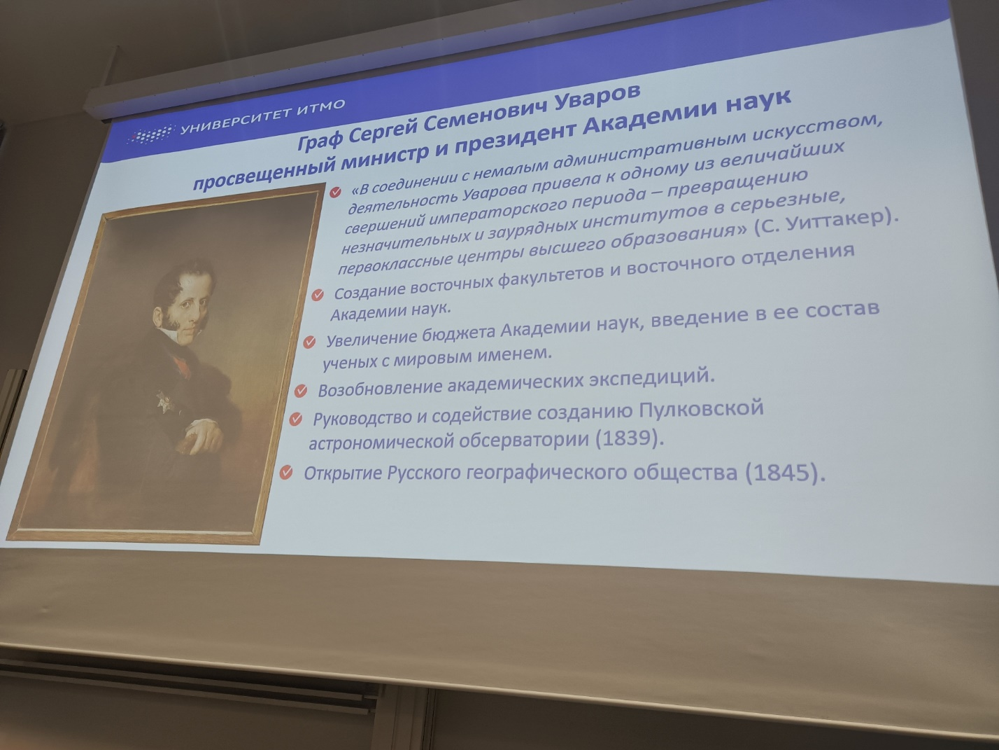 УНИВЕРСИТЕТ ИТМО
Граф Сергей Семенович Уваров
просвещенный министр и президент Академии наук
«В соединении с немалым административным искусством,
деятельность Уварова привела к одному из величайших
свершений императорского периода – превращению
незначительных и заурядных институтов в серьезные,
первоклассные центры высшего образования» (С. Уиттакер).
Создание восточных факультетов и восточного отделения
Академии наук.
Увеличение бюджета Академии наук, введение в ее состав
ученых с мировым именем.
Возобновление академических экспедиций.
Руководство и содействие созданию Пулковской
астрономической обсерватории (1839).
Открытие Русского географического общества (1845).